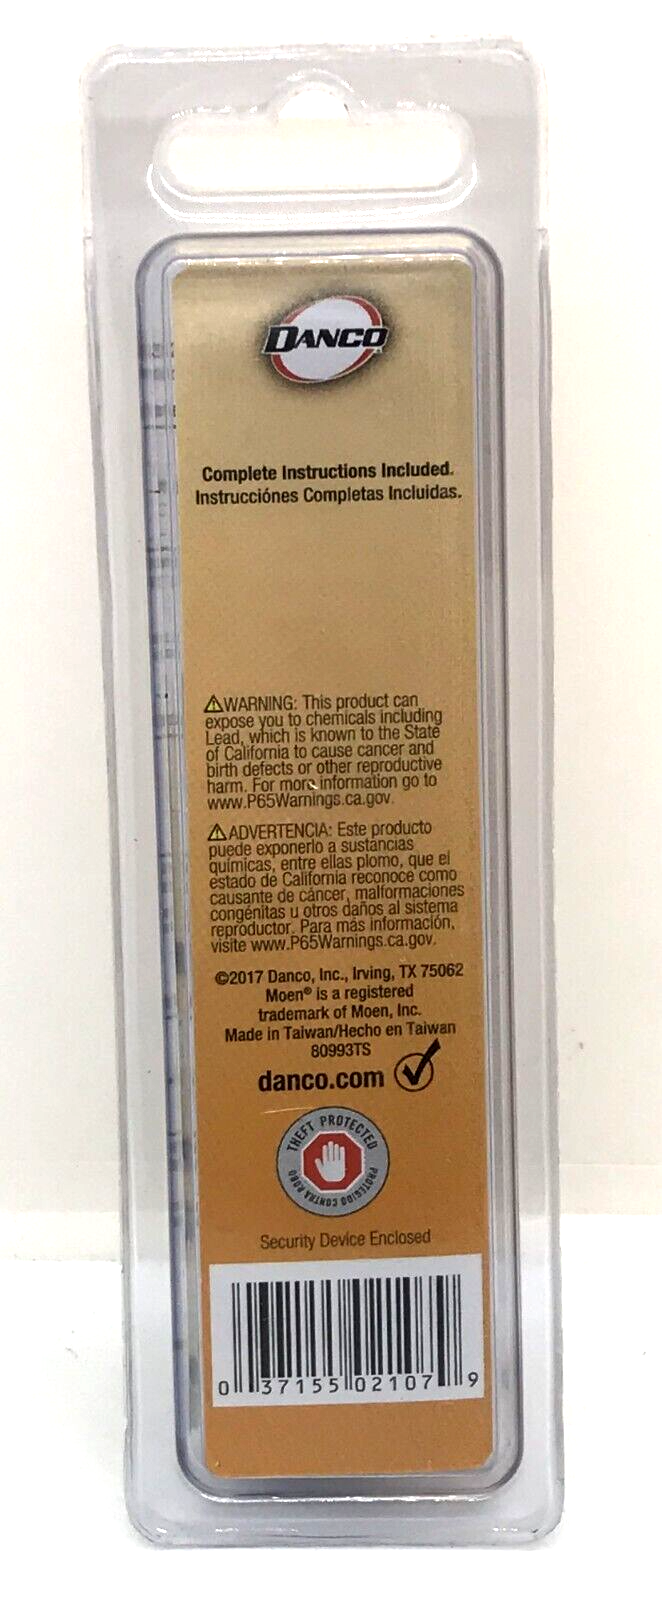 DANCO
Complete Instructions Included.
Instrucciónes Completas Incluidas.
⚠WARNING: This product can
expose you to chemicals including
Lead, which is known to the State
of California to cause cancer and
birth defects or other reproductive
harm. For more information go to
www.P65Warnings.ca.gov.
⚠ADVERTENCIA: Este producto
puede exponerlo a sustancias
químicas, entre ellas plomo, que el
estado de California reconoce como
causante de cáncer, malformaciones
congénitas u otros daños al sistema
reproductor. Para más información,
visite www.P65Warnings.ca.gov.
©2017 Danco, Inc., Irving, TX 75062
Moen® is a registered
trademark of Moen, Inc.
Made in Taiwan/Hecho en Taiwan
80993TS
danco.com
THEFT PROTECTED
PROTEGIDO CONTRA ROBO
Security Device Enclosed
0 37155 02107 9